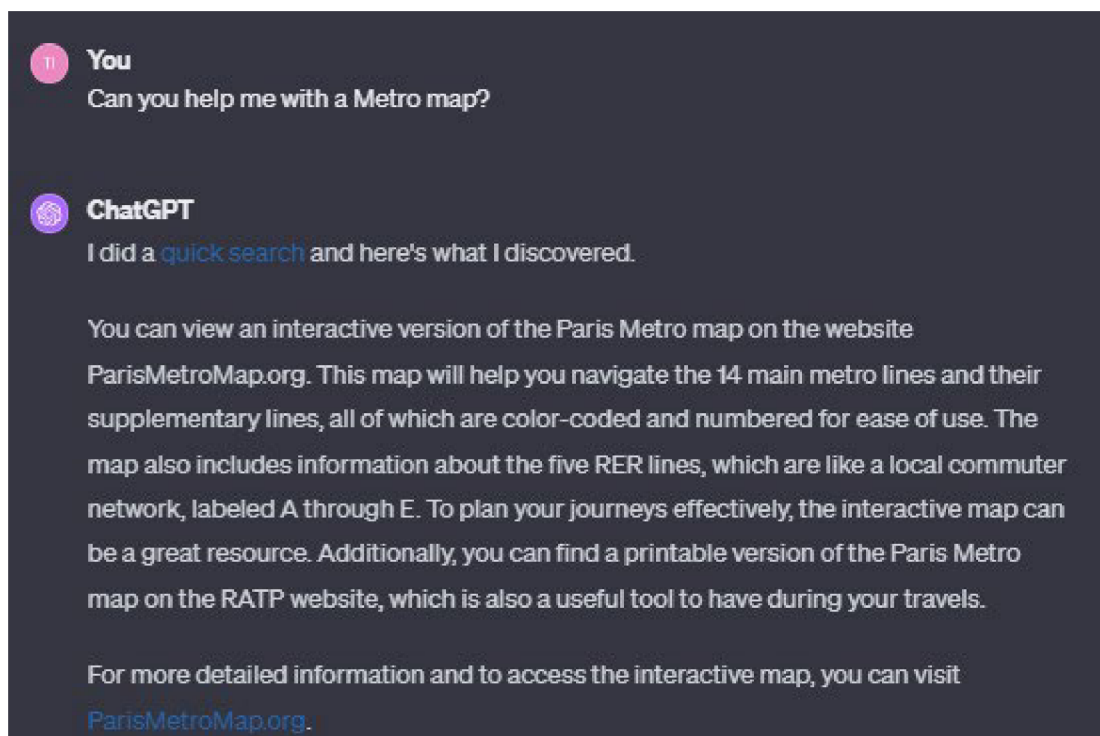 TI
You
Can you help me with a Metro map?
ChatGPT
I did a quick search and here's what I discovered.
You can view an interactive version of the Paris Metro map on the website
ParisMetroMap.org. This map will help you navigate the 14 main metro lines and their
supplementary lines, all of which are color-coded and numbered for ease of use. The
map also includes information about the five RER lines, which are like a local commuter
network, labeled A through E. To plan your journeys effectively, the interactive map can
be a great resource. Additionally, you can find a printable version of the Paris Metro
map on the RATP website, which is also a useful tool to have during your travels.
For more detailed information and to access the interactive map, you can visit
ParisMetroMap.org.